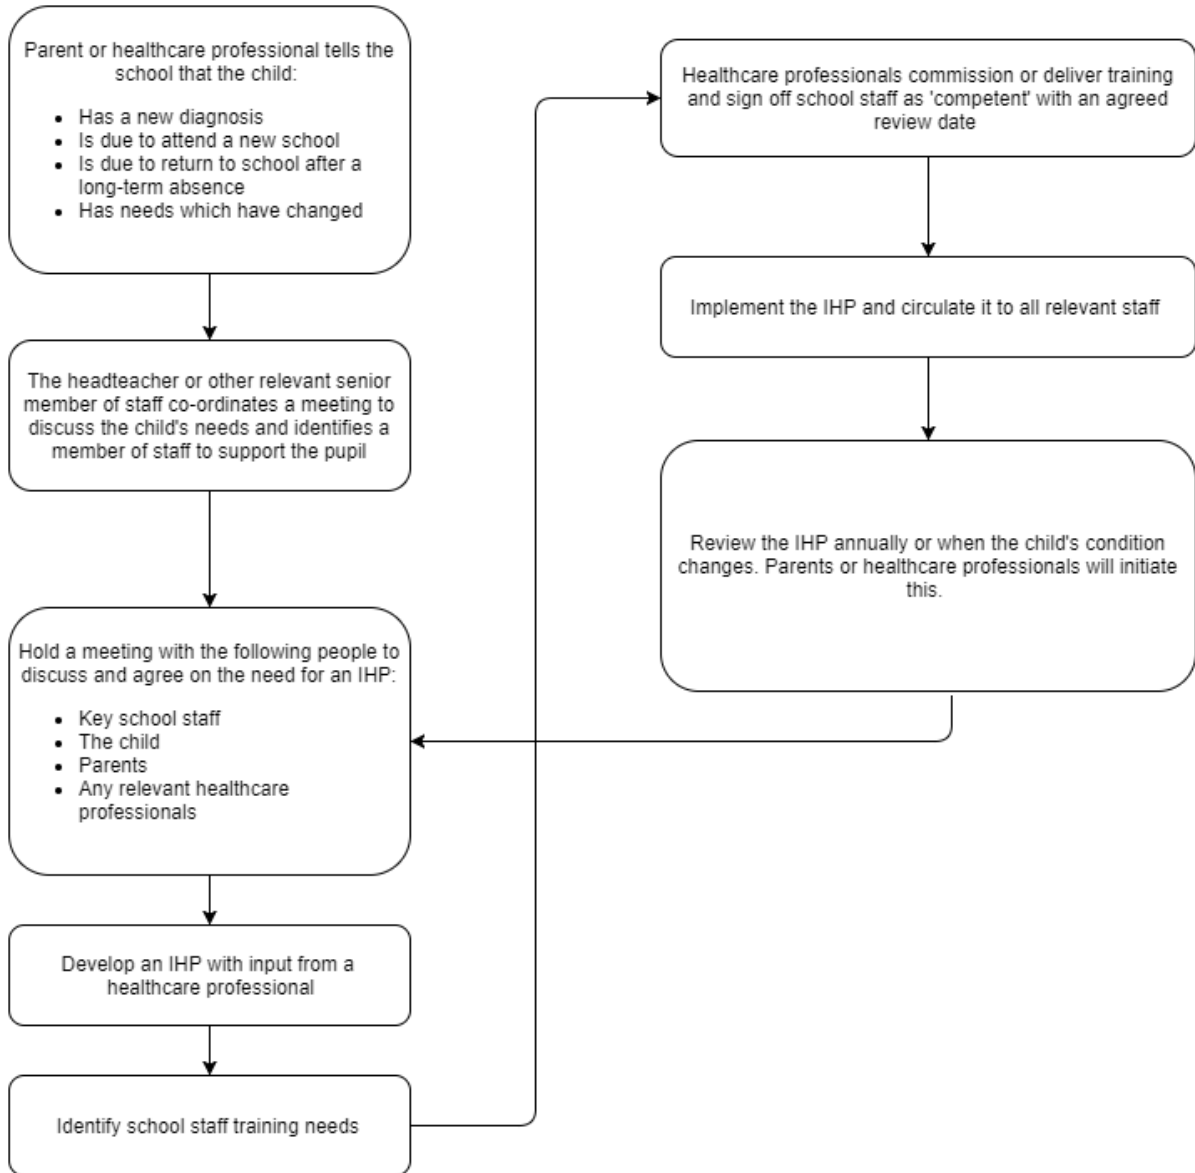 Parent or healthcare professional tells the
school that the child:
• Has a new diagnosis
• Is due to attend a new school
• Is due to return to school after a
long-term absence
• Has needs which have changed
The headteacher or other relevant senior
member of staff co-ordinates a meeting to
discuss the child's needs and identifies a
member of staff to support the pupil
Hold a meeting with the following people to
discuss and agree on the need for an IHP:
• Key school staff
• The child
• Parents
• Any relevant healthcare
professionals
Develop an IHP with input from a
healthcare professional
Identify school staff training needs
Healthcare professionals commission or deliver training
and sign off school staff as 'competent' with an agreed
review date
Implement the IHP and circulate it to all relevant staff
Review the IHP annually or when the child's condition
changes. Parents or healthcare professionals will initiate
this.